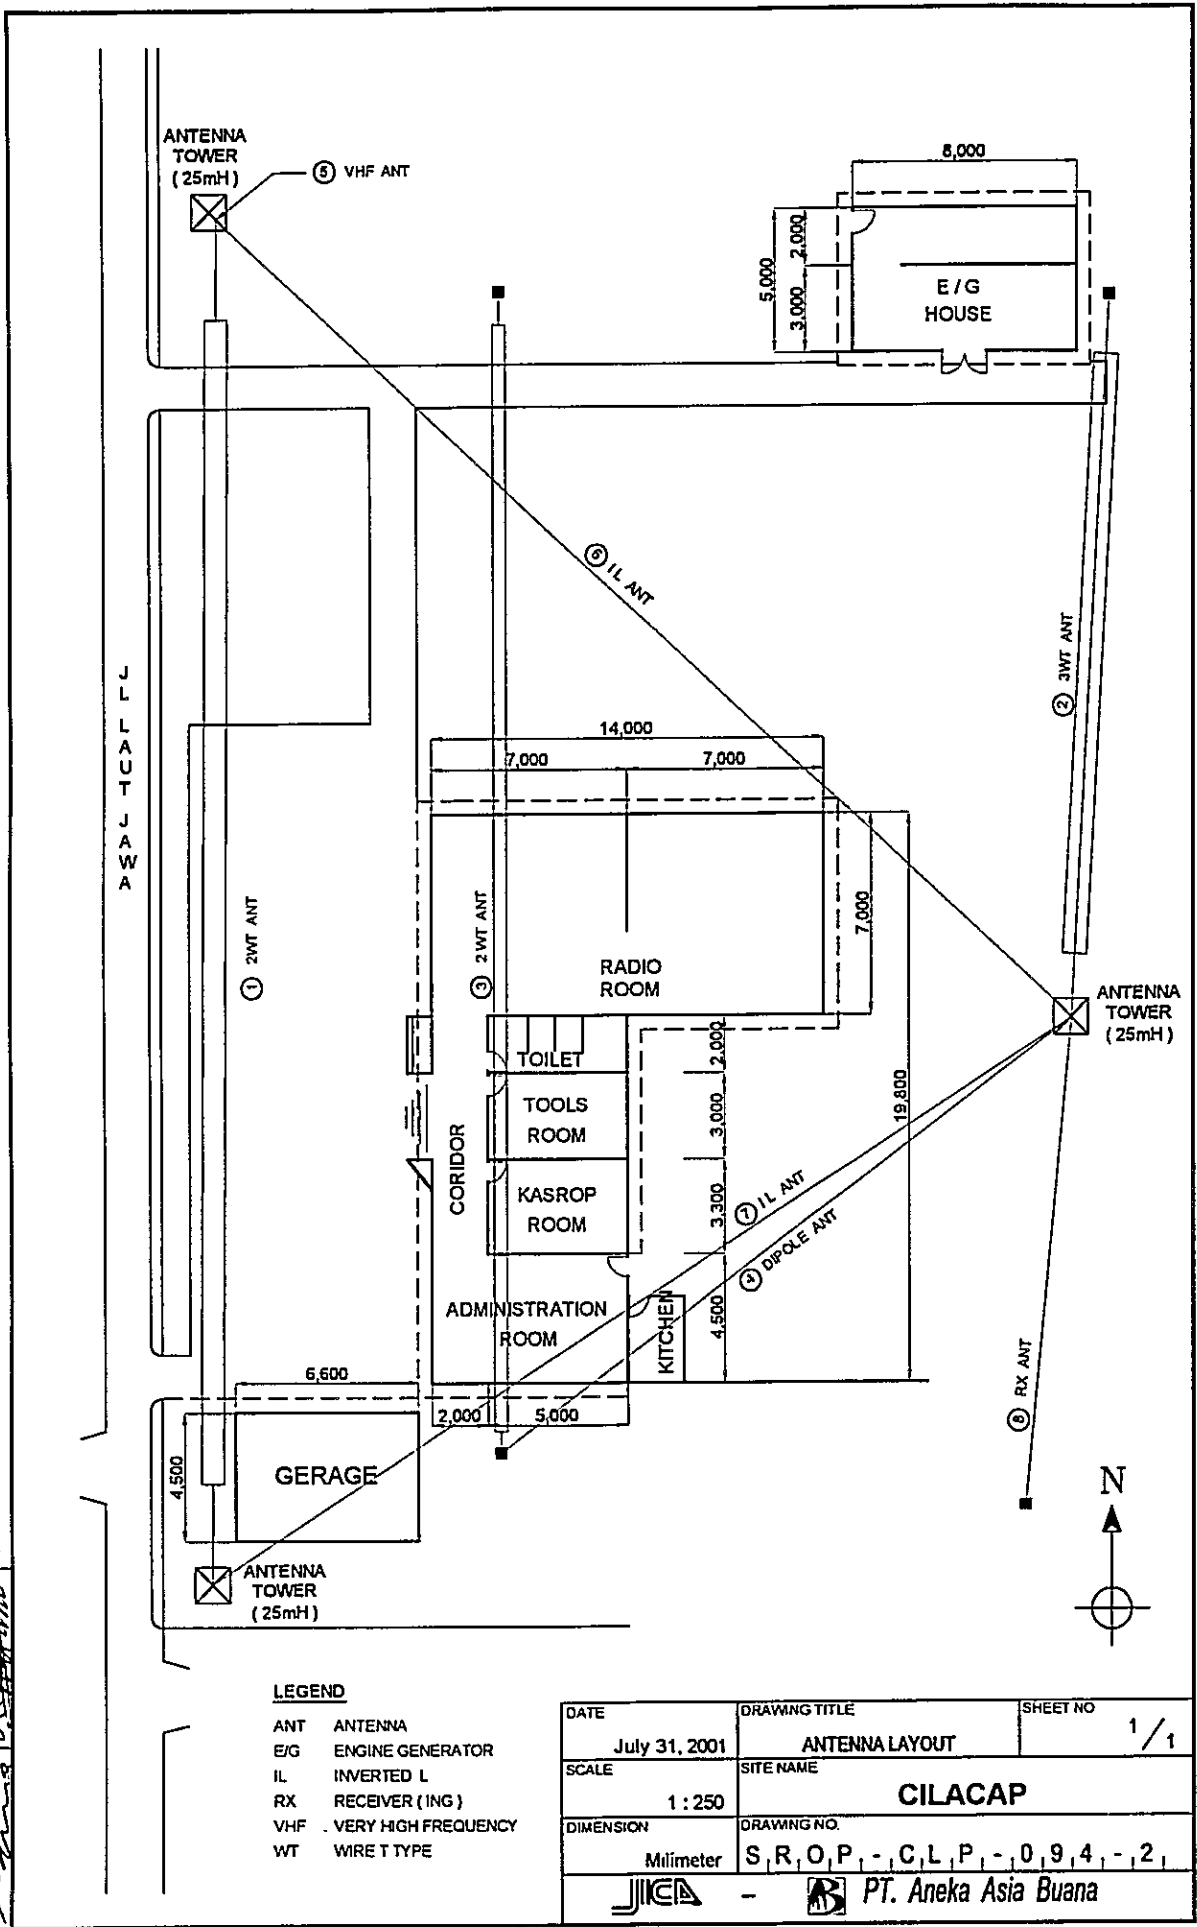 ANTENNA
TOWER
( 25mH )
5 VHF ANT
8,000
5,000
2,000
3,000
E / G
HOUSE
6 IL ANT
2 3WT ANT
JL LAUT JAWA
14,000
7,000
7,000
1 2WT ANT
3 2WT ANT
7,000
RADIO
ROOM
ANTENNA
TOWER
( 25mH )
TOILET
2,000
19,800
TOOLS
ROOM
3,000
CORIDOR
KASROP
ROOM
3,300
7 IL ANT
4 DIPOLE ANT
ADMINISTRATION
ROOM
KITCHEN
4,500
8 RX ANT
6,600
2,000
5,000
4,500
GERAGE
N
ANTENNA
TOWER
( 25mH )
LEGEND
ANT ANTENNA
E/G ENGINE GENERATOR
IL INVERTED L
RX RECEIVER ( ING )
VHF . VERY HIGH FREQUENCY
WT WIRE T TYPE
DATE
July 31, 2001
DRAWING TITLE
ANTENNA LAYOUT
SHEET NO
1 / 1
SCALE
1 : 250
SITE NAME
CILACAP
DIMENSION
Milimeter
DRAWING NO.
S R O P - C L P - 0 9 4 - 2
JICA - AB PT. Aneka Asia Buana